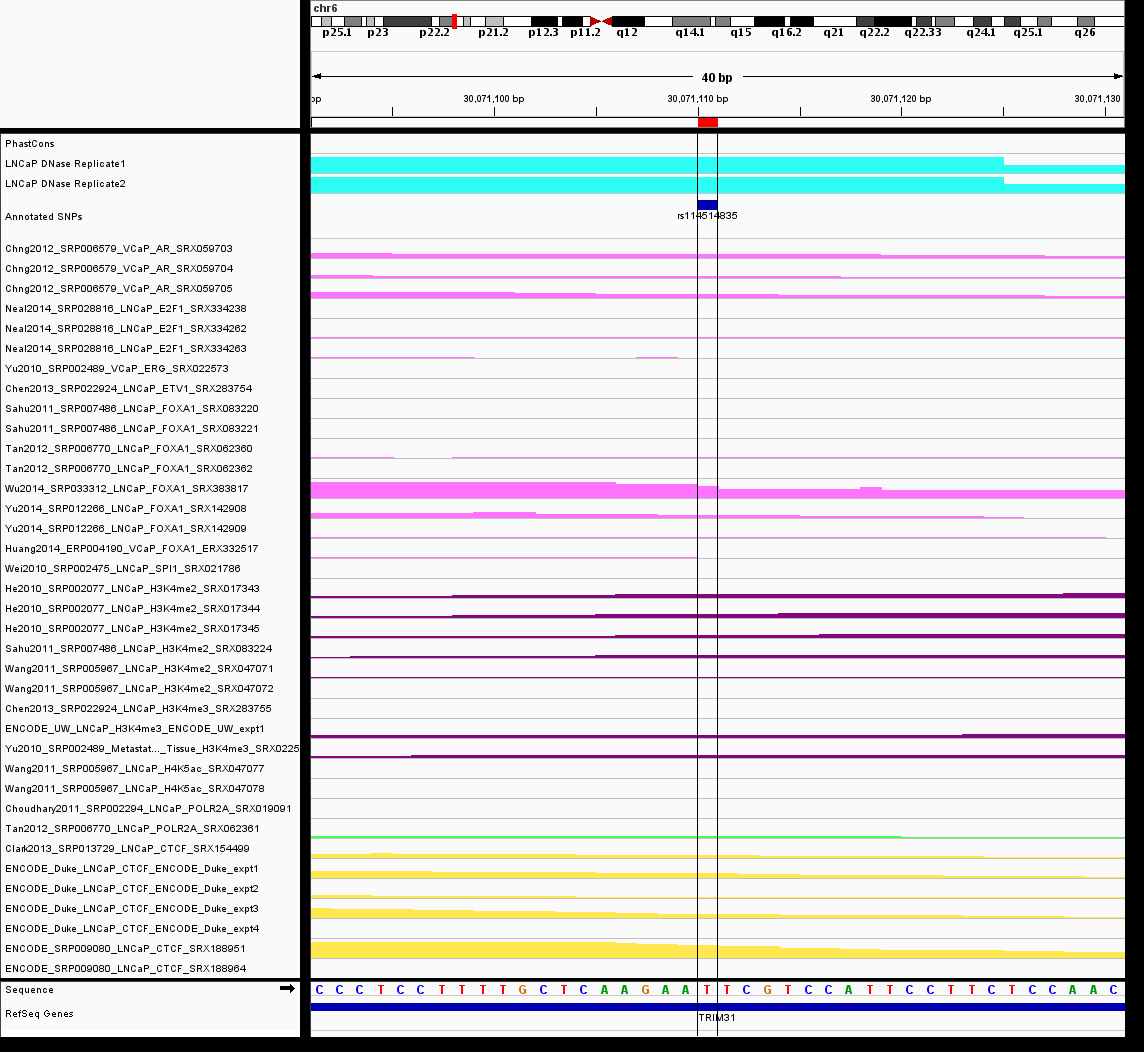 chr6
p25.1 p23 p22.2 p21.2 p12.3 p11.2 q12 q14.1 q15 q16.2 q21 q22.2 q22.33 q24.1 q25.1 q26
40 bp
bp 30,071,100 bp 30,071,110 bp 30,071,120 bp 30,071,130
PhastCons
LNCaP DNase Replicate1
LNCaP DNase Replicate2
Annotated SNPs
rs114514835
Chng2012_SRP006579_VCaP_AR_SRX059703
Chng2012_SRP006579_VCaP_AR_SRX059704
Chng2012_SRP006579_VCaP_AR_SRX059705
Neal2014_SRP028816_LNCaP_E2F1_SRX334238
Neal2014_SRP028816_LNCaP_E2F1_SRX334262
Neal2014_SRP028816_LNCaP_E2F1_SRX334263
Yu2010_SRP002489_VCaP_ERG_SRX022573
Chen2013_SRP022924_LNCaP_ETV1_SRX283754
Sahu2011_SRP007486_LNCaP_FOXA1_SRX083220
Sahu2011_SRP007486_LNCaP_FOXA1_SRX083221
Tan2012_SRP006770_LNCaP_FOXA1_SRX062360
Tan2012_SRP006770_LNCaP_FOXA1_SRX062362
Wu2014_SRP033312_LNCaP_FOXA1_SRX383817
Yu2014_SRP012266_LNCaP_FOXA1_SRX142908
Yu2014_SRP012266_LNCaP_FOXA1_SRX142909
Huang2014_ERP004190_VCaP_FOXA1_ERX332517
Wei2010_SRP002475_LNCaP_SPI1_SRX021786
He2010_SRP002077_LNCaP_H3K4me2_SRX017343
He2010_SRP002077_LNCaP_H3K4me2_SRX017344
He2010_SRP002077_LNCaP_H3K4me2_SRX017345
Sahu2011_SRP007486_LNCaP_H3K4me2_SRX083224
Wang2011_SRP005967_LNCaP_H3K4me2_SRX047071
Wang2011_SRP005967_LNCaP_H3K4me2_SRX047072
Chen2013_SRP022924_LNCaP_H3K4me3_SRX283755
ENCODE_UW_LNCaP_H3K4me3_ENCODE_UW_expt1
Yu2010_SRP002489_Metastat..._Tissue_H3K4me3_SRX0225
Wang2011_SRP005967_LNCaP_H4K5ac_SRX047077
Wang2011_SRP005967_LNCaP_H4K5ac_SRX047078
Choudhary2011_SRP002294_LNCaP_POLR2A_SRX019091
Tan2012_SRP006770_LNCaP_POLR2A_SRX062361
Clark2013_SRP013729_LNCaP_CTCF_SRX154499
ENCODE_Duke_LNCaP_CTCF_ENCODE_Duke_expt1
ENCODE_Duke_LNCaP_CTCF_ENCODE_Duke_expt2
ENCODE_Duke_LNCaP_CTCF_ENCODE_Duke_expt3
ENCODE_Duke_LNCaP_CTCF_ENCODE_Duke_expt4
ENCODE_SRP009080_LNCaP_CTCF_SRX188951
ENCODE_SRP009080_LNCaP_CTCF_SRX188964
Sequence C C C T C C T T T T G C T C A A G A A T T C G T C C A T T C C T T C T C C A A C
RefSeq Genes
TRIM31